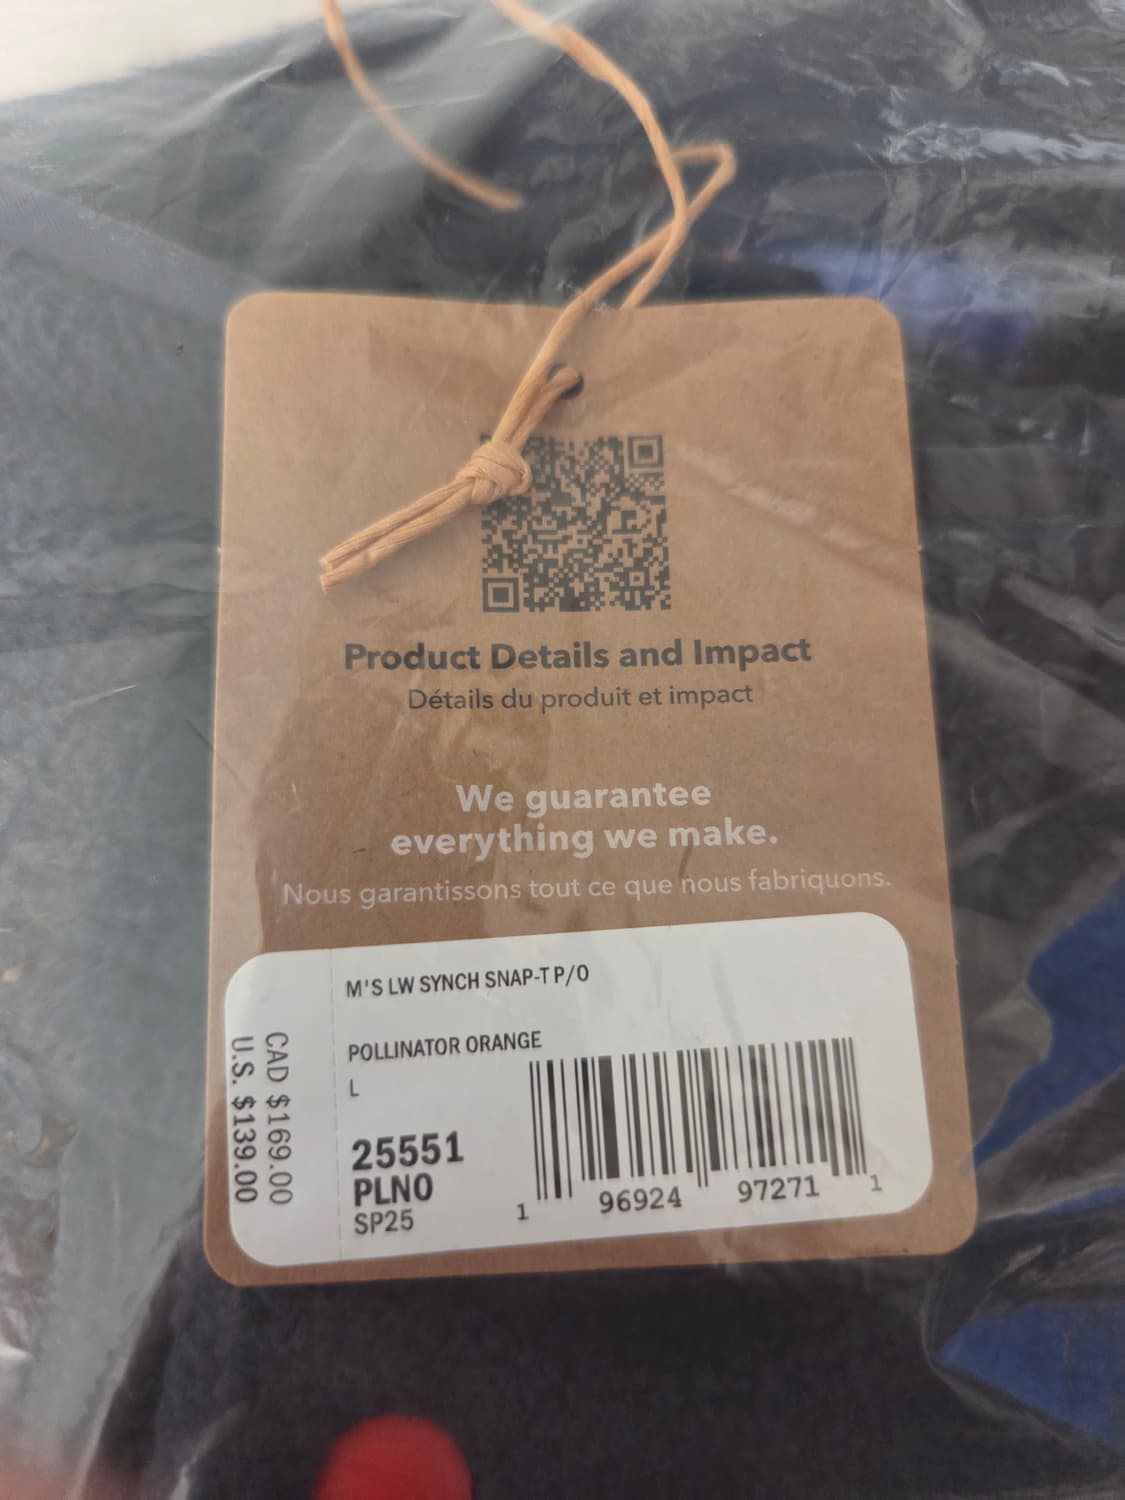 Product Details and Impact
Détails du produit et impact
We guarantee
everything we make.
Nous garantissons tout ce que nous fabriquons.
M'S LW SYNCH SNAP-T P/O
POLLINATOR ORANGE
L
25551
PLNO
SP25
1 96924 97271 1
CAD $169.00
U.S. $139.00